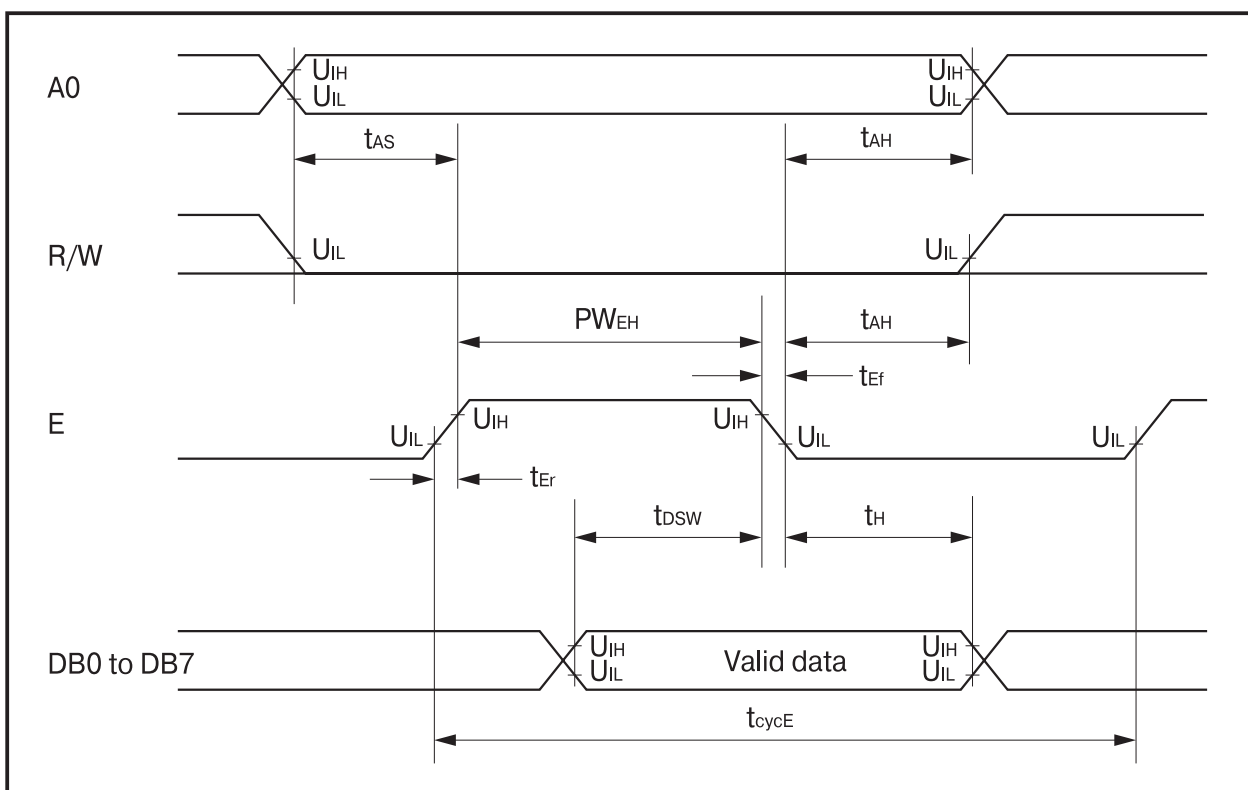 A0
UIH
UIL
UIH
UIL
tAS
tAH
R/W
UIL
UIL
PWEH
tAH
tEf
E
UIL
UIH
UIH
UIL
UIL
tEr
tDSW
tH
DB0 to DB7
UIH
UIL
Valid data
UIH
UIL
tcycE